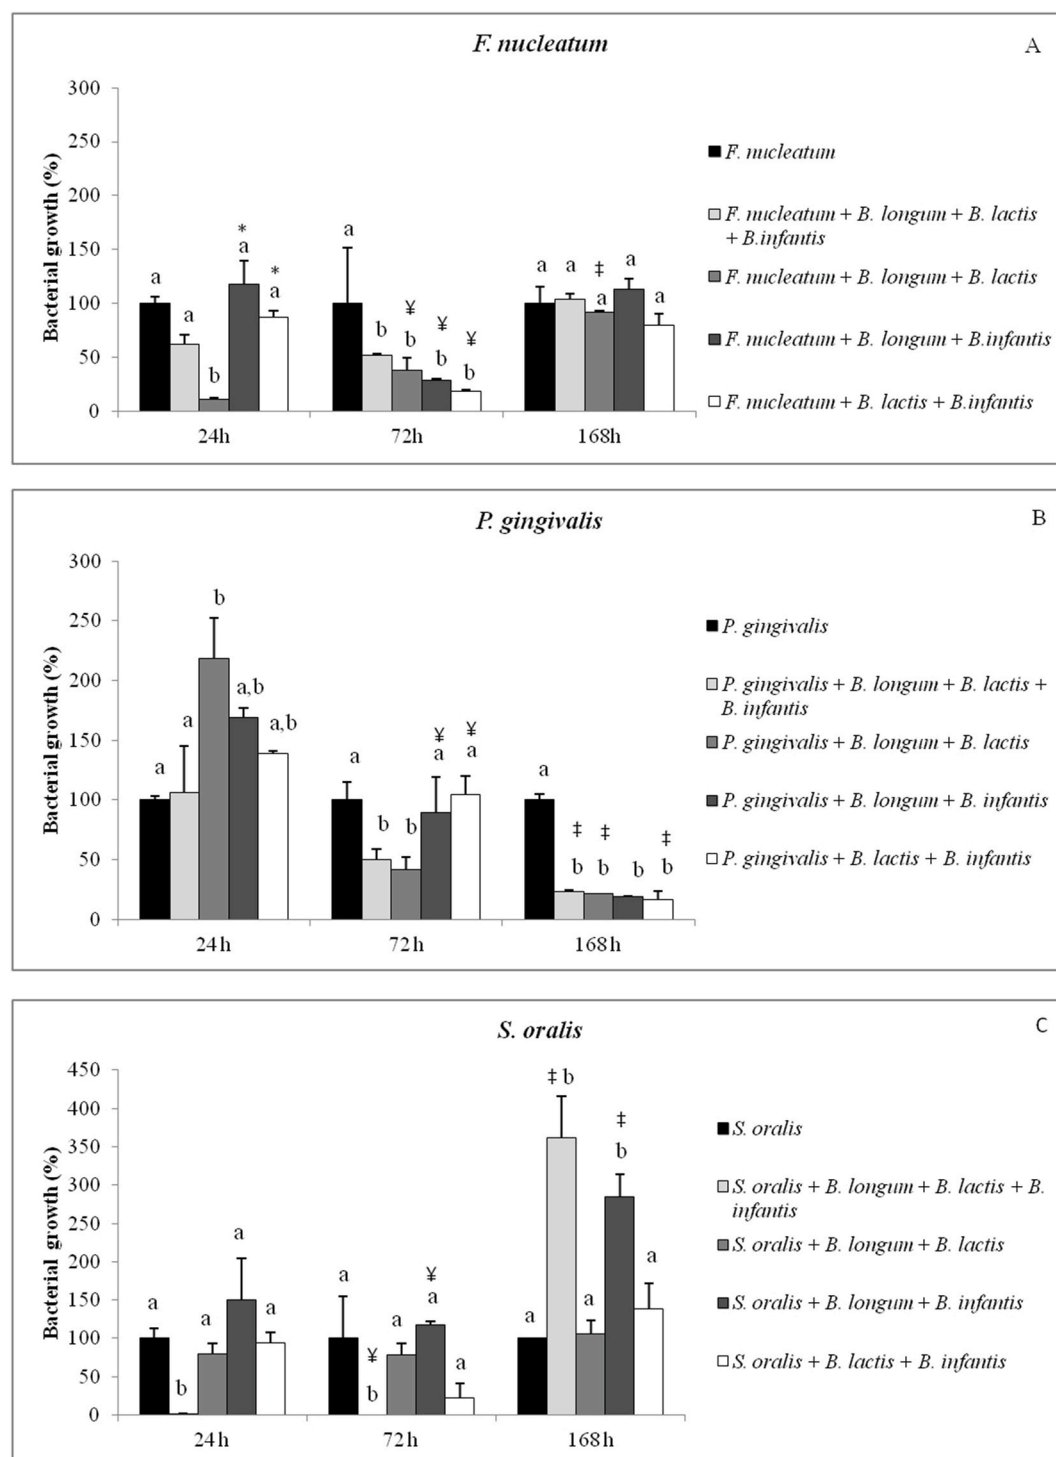 F. nucleatum
A
Bacterial growth (%)
300
250
200
150
100
50
0
a
a
b
*
a
*
a
a
b
¥
b
¥
b
¥
b
a
a
‡
a
a
a
24h
72h
168h
F. nucleatum
F. nucleatum + B. longum + B. lactis
+ B.infantis
F. nucleatum + B. longum + B. lactis
F. nucleatum + B. longum + B.infantis
F. nucleatum + B. lactis + B.infantis
P. gingivalis
B
Bacterial growth (%)
300
250
200
150
100
50
0
a
a
b
a,b
a,b
a
b
b
¥
a
¥
a
a
‡
b
‡
b
b
‡
b
24h
72h
168h
P. gingivalis
P. gingivalis + B. longum + B. lactis +
B. infantis
P. gingivalis + B. longum + B. lactis
P. gingivalis + B. longum + B. infantis
P. gingivalis + B. lactis + B. infantis
S. oralis
C
Bacterial growth (%)
450
400
350
300
250
200
150
100
50
0
a
b
a
a
a
a
¥
b
a
¥
a
a
a
‡ b
a
‡
b
a
24h
72h
168h
S. oralis
S. oralis + B. longum + B. lactis + B.
infantis
S. oralis + B. longum + B. lactis
S. oralis + B. longum + B. infantis
S. oralis + B. lactis + B. infantis